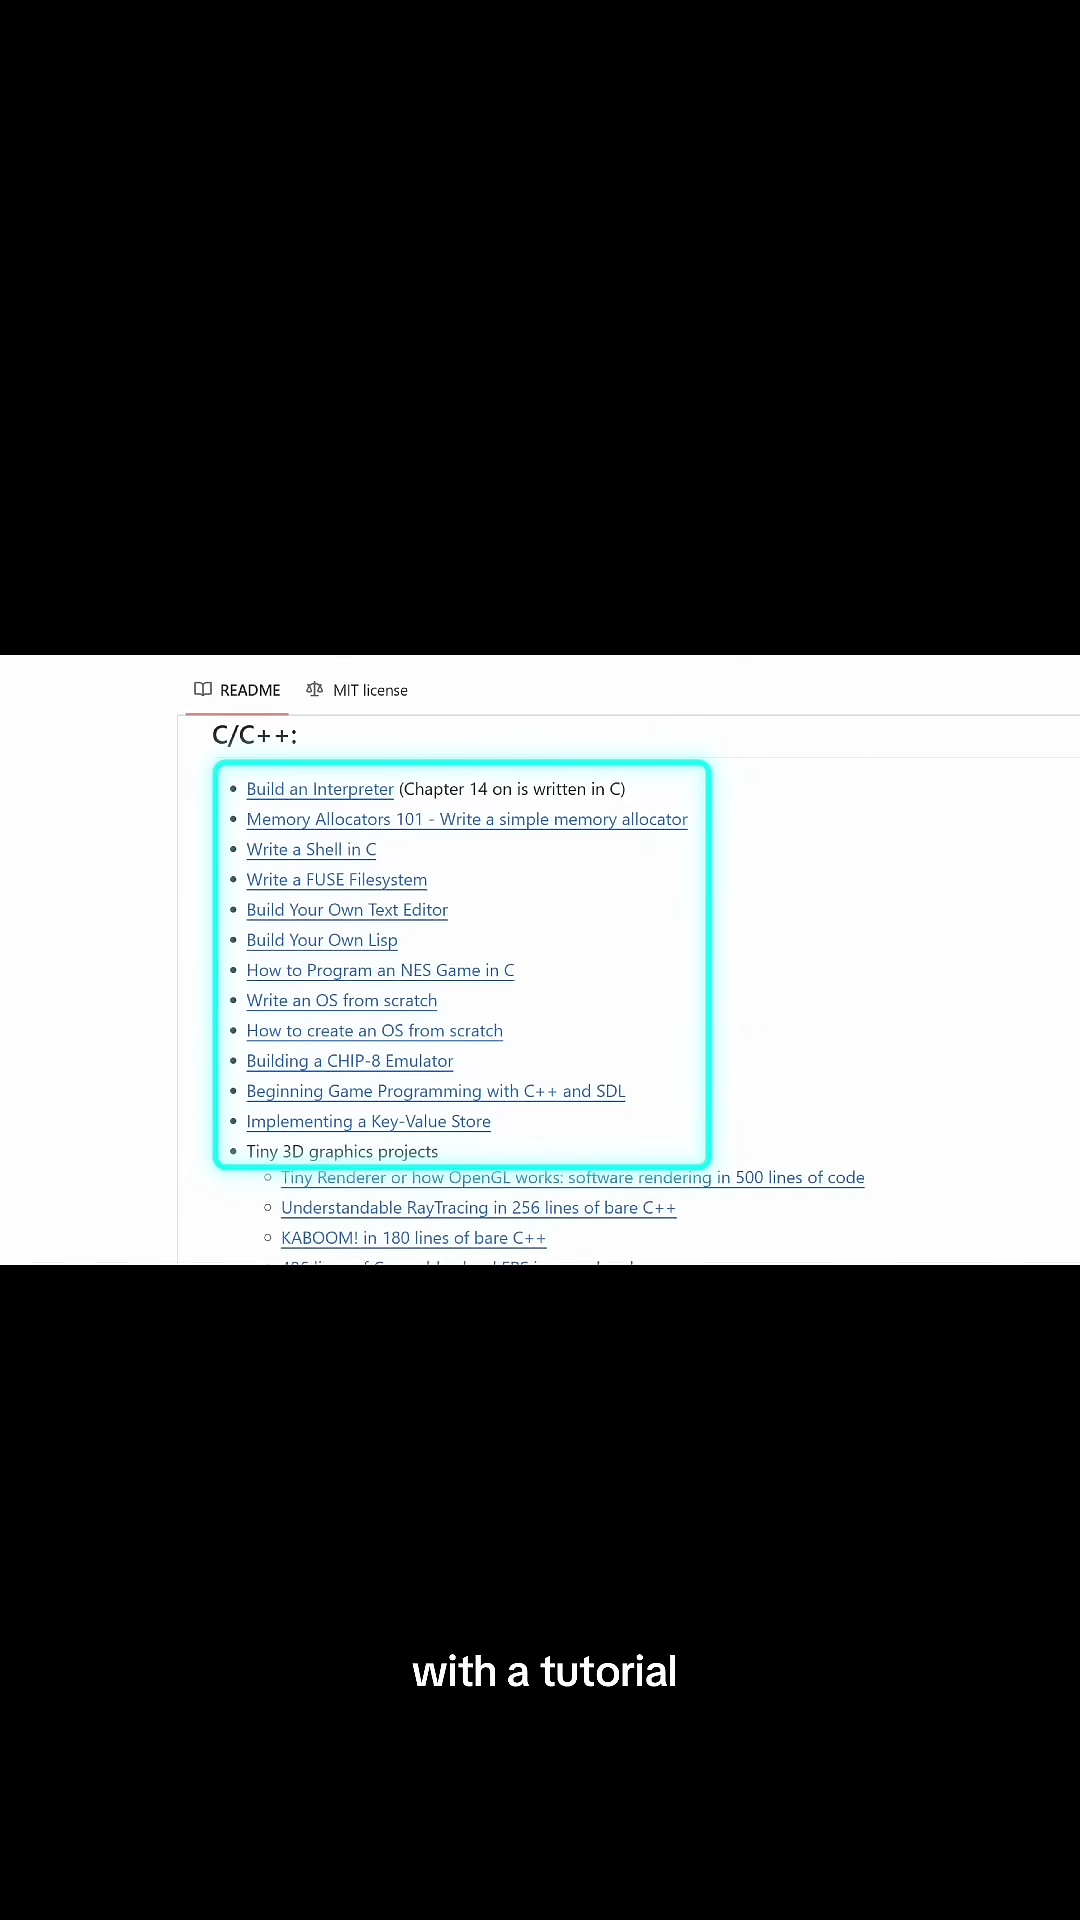 README MIT license
C/C++:
• Build an Interpreter (Chapter 14 on is written in C)
• Memory Allocators 101 - Write a simple memory allocator
• Write a Shell in C
• Write a FUSE Filesystem
• Build Your Own Text Editor
• Build Your Own Lisp
• How to Program an NES Game in C
• Write an OS from scratch
• How to create an OS from scratch
• Building a CHIP-8 Emulator
• Beginning Game Programming with C++ and SDL
• Implementing a Key-Value Store
• Tiny 3D graphics projects
◦ Tiny Renderer or how OpenGL works: software rendering in 500 lines of code
◦ Understandable RayTracing in 256 lines of bare C++
◦ KABOOM! in 180 lines of bare C++
with a tutorial